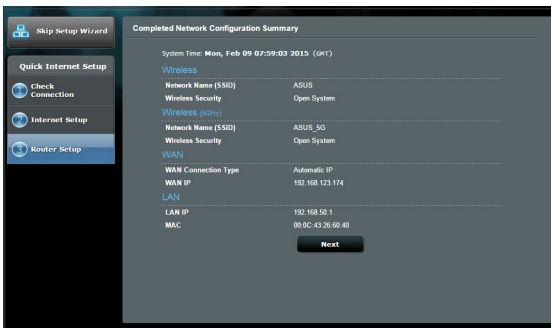 Skip Setup Wizard
Quick Internet Setup
1 Check Connection
2 Internet Setup
3 Router Setup
Completed Network Configuration Summary
System Time: Mon, Feb 09 07:59:03 2015 (GMT)
Wireless
Network Name (SSID) ASUS
Wireless Security Open System
Wireless (5GHz)
Network Name (SSID) ASUS_5G
Wireless Security Open System
WAN
WAN Connection Type Automatic IP
WAN IP 192.168.123.174
LAN
LAN IP 192.168.50.1
MAC 00:0C:43:26:60:40
Next